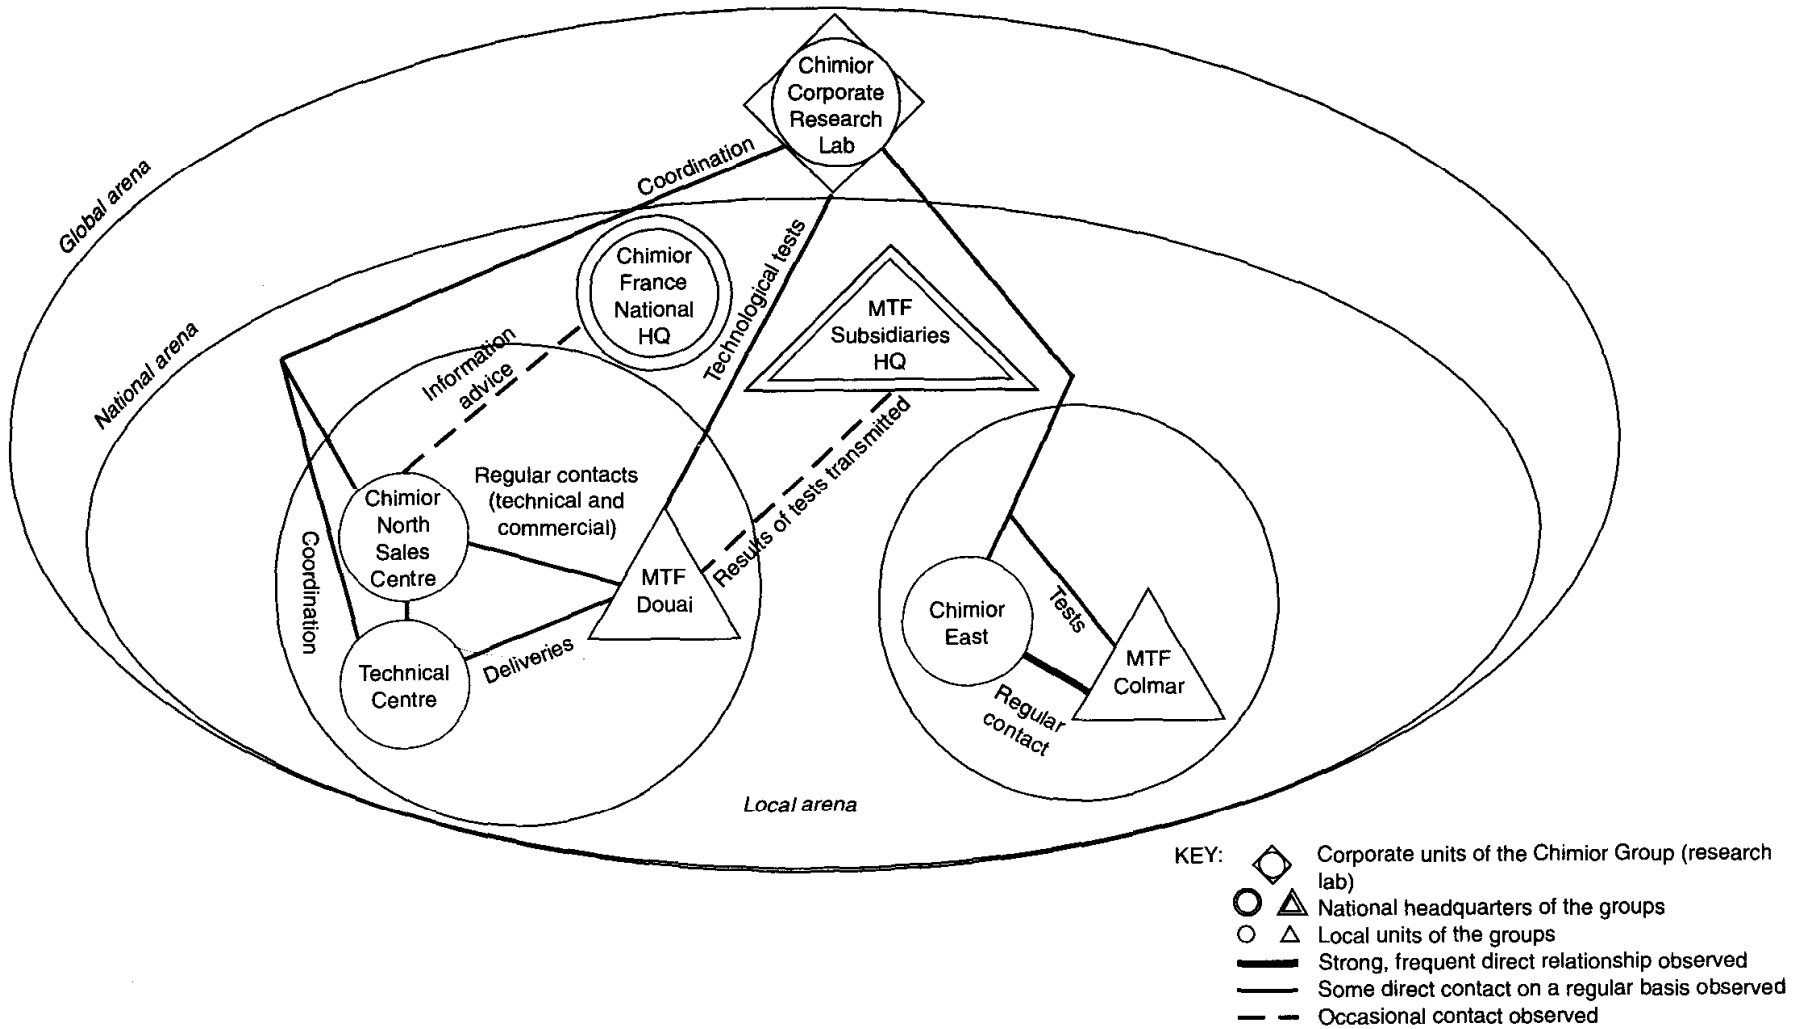 Chimior
Corporate
Research
Lab
Coordination
Global arena
National arena
Chimior
France
National
HQ
Technological tests
MTF
Subsidiaries
HQ
Information
advice
Results of tests transmitted
Regular contacts
(technical and
commercial)
Chimior
North
Sales
Centre
Coordination
MTF
Douai
Deliveries
Technical
Centre
Chimior
East
Tests
MTF
Colmar
Regular
contact
Local arena
KEY:
Corporate units of the Chimior Group (research
lab)
National headquarters of the groups
Local units of the groups
Strong, frequent direct relationship observed
Some direct contact on a regular basis observed
Occasional contact observed